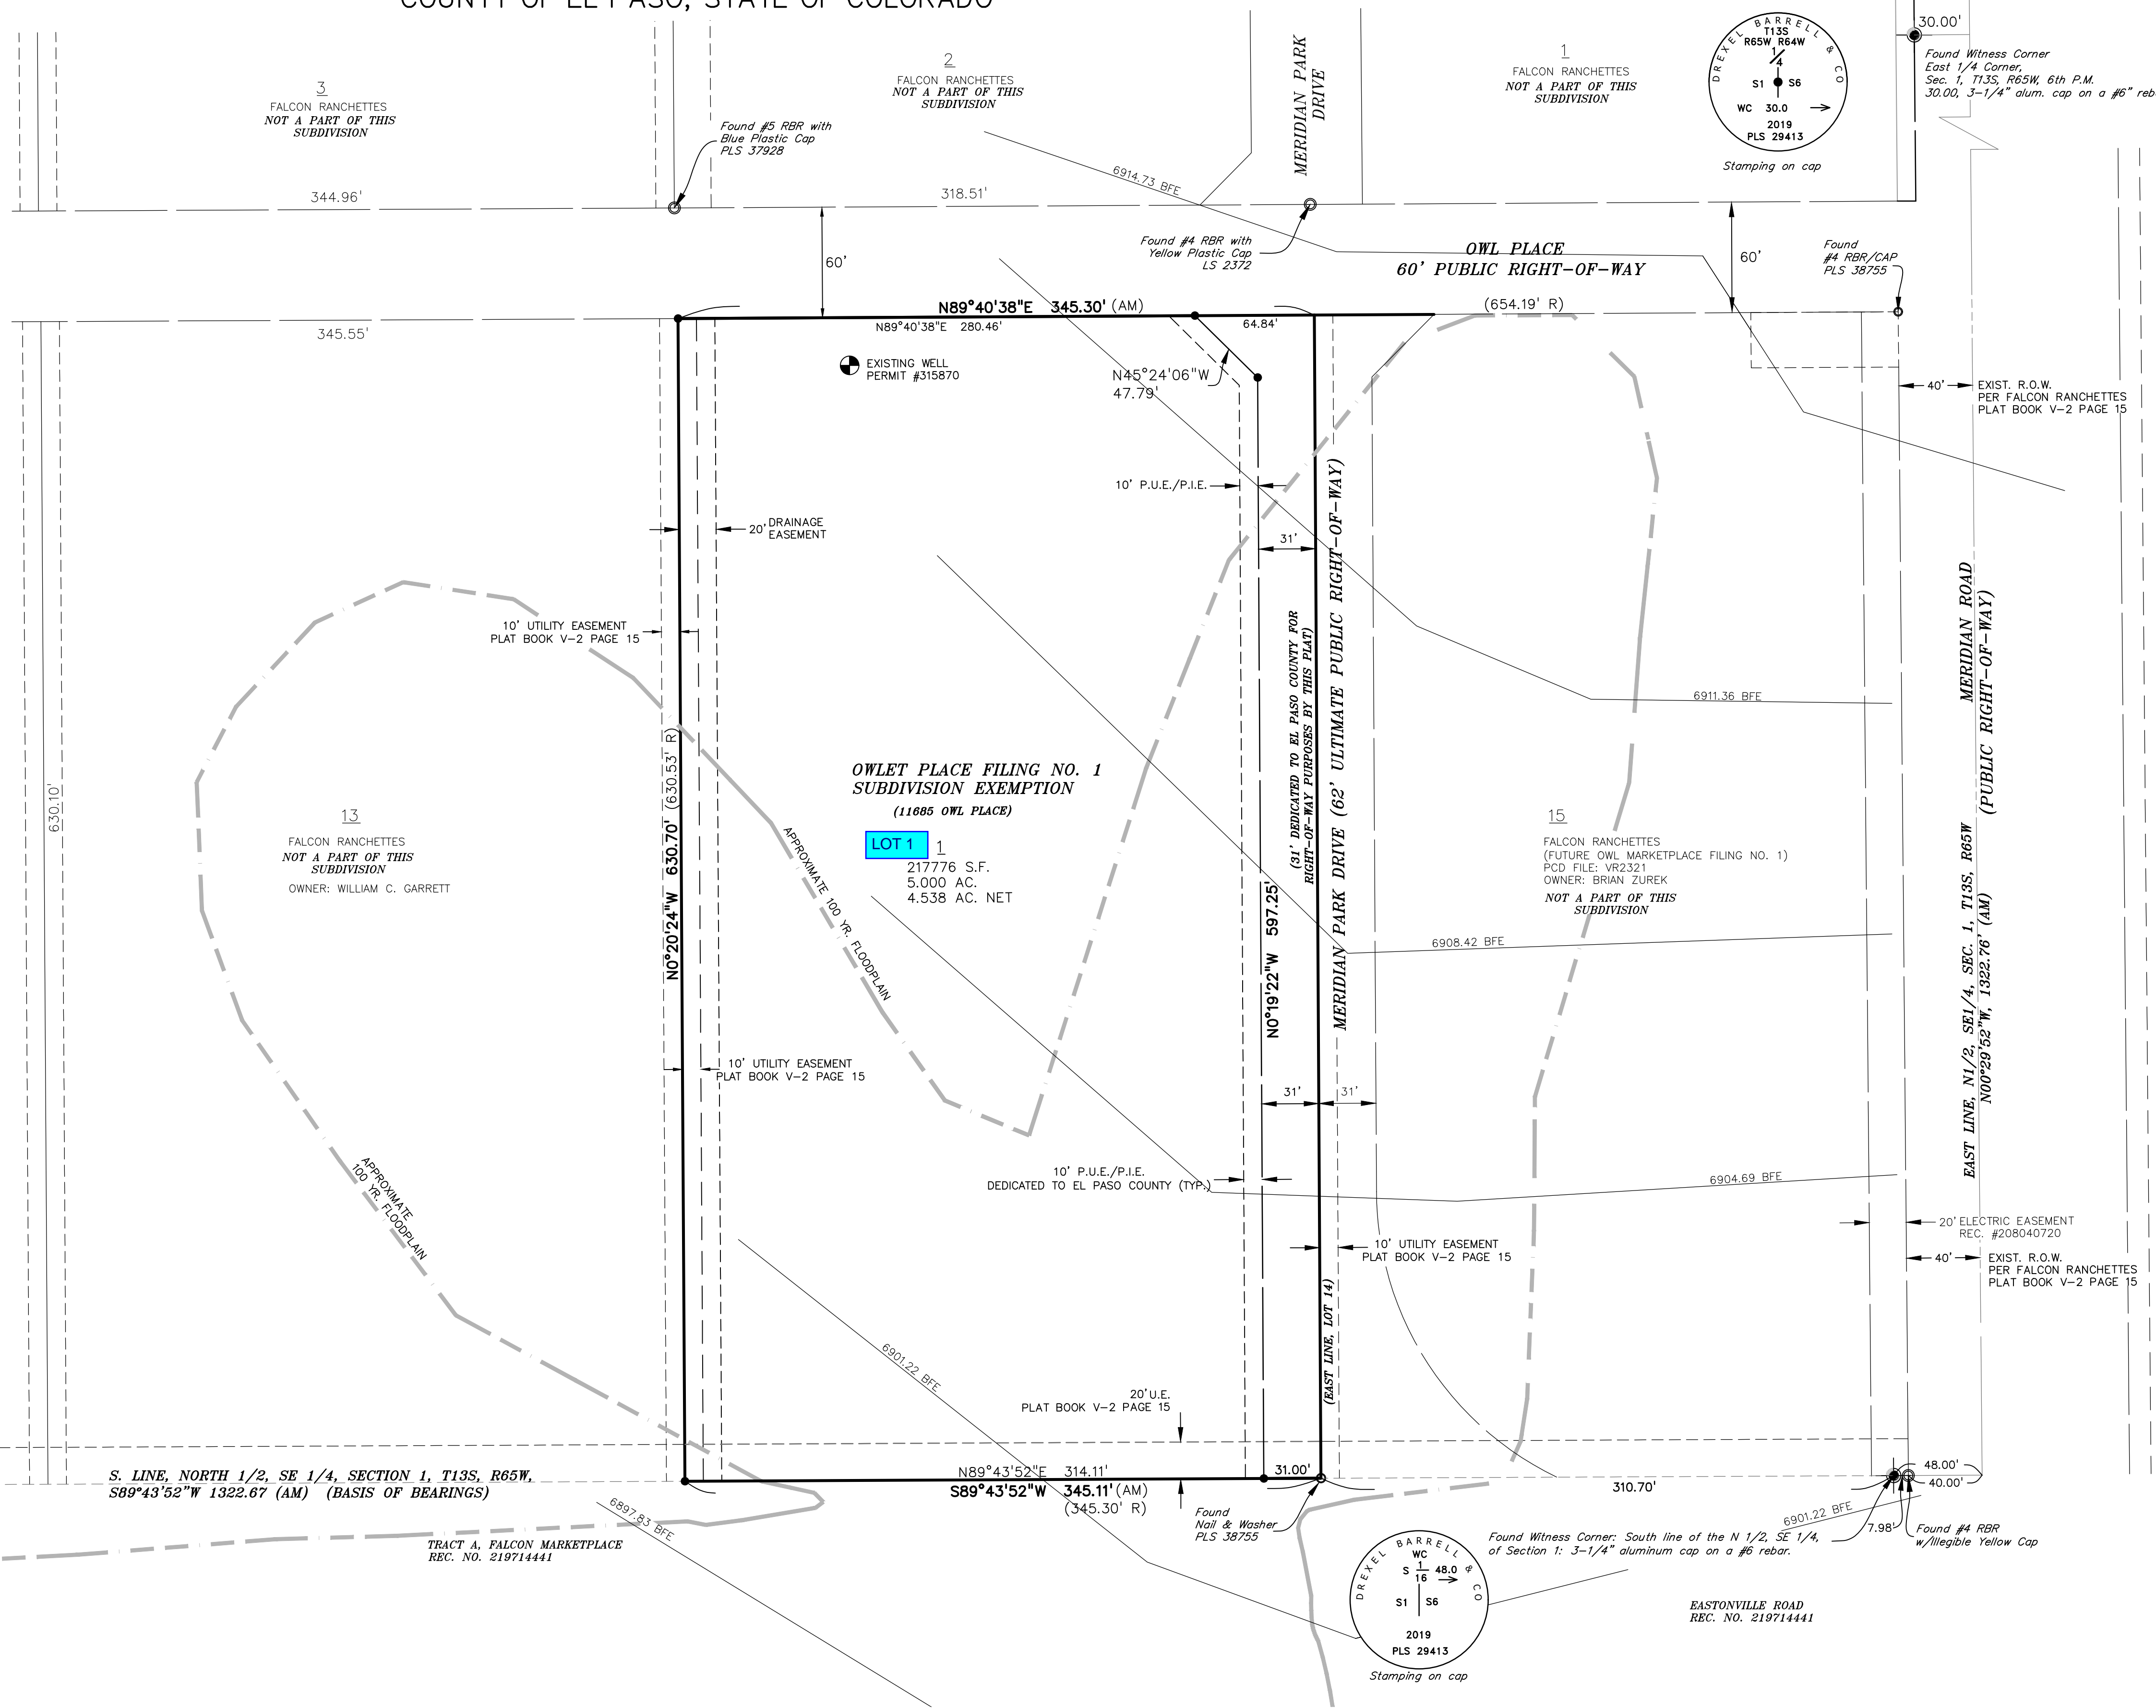 COUNTY OF EL PASO, STATE OF COLORADO
3
FALCON RANCHETTES
NOT A PART OF THIS
SUBDIVISION
2
FALCON RANCHETTES
NOT A PART OF THIS
SUBDIVISION
MERIDIAN PARK
DRIVE
1
FALCON RANCHETTES
NOT A PART OF THIS
SUBDIVISION
DREXEL BARRELL & CO
T13S
R65W R64W
1/4
S1 S6
WC 30.0
2019
PLS 29413
Stamping on cap
30.00'
Found Witness Corner
East 1/4 Corner,
Sec. 1, T13S, R65W, 6th P.M.
30.00, 3-1/4" alum. cap on a #6" reb
Found #5 RBR with
Blue Plastic Cap
PLS 37928
344.96'
318.51'
6914.73 BFE
Found #4 RBR with
Yellow Plastic Cap
LS 2372
60'
OWL PLACE
60' PUBLIC RIGHT-OF-WAY
60'
Found
#4 RBR/CAP
PLS 38755
345.55'
N89°40'38"E 345.30' (AM)
N89°40'38"E 280.46'
64.84'
(654.19' R)
EXISTING WELL
PERMIT #315870
N45°24'06"W
47.79'
40'
EXIST. R.O.W.
PER FALCON RANCHETTES
PLAT BOOK V-2 PAGE 15
10' P.U.E./P.I.E.
20' DRAINAGE
EASEMENT
31'
10' UTILITY EASEMENT
PLAT BOOK V-2 PAGE 15
(31' DEDICATED TO EL PASO COUNTY FOR
RIGHT-OF-WAY PURPOSES BY THIS PLAT)
MERIDIAN PARK DRIVE (62' ULTIMATE PUBLIC RIGHT-OF-WAY)
6911.36 BFE
MERIDIAN ROAD
(PUBLIC RIGHT-OF-WAY)
630.10'
N0°20'24"W 630.70' (630.53' R)
OWLET PLACE FILING NO. 1
SUBDIVISION EXEMPTION
(11685 OWL PLACE)
LOT 1
1
217776 S.F.
5.000 AC.
4.538 AC. NET
13
FALCON RANCHETTES
NOT A PART OF THIS
SUBDIVISION
OWNER: WILLIAM C. GARRETT
APPROXIMATE 100 YR. FLOODPLAIN
N0°19'22"W 597.25'
15
FALCON RANCHETTES
(FUTURE OWL MARKETPLACE FILING NO. 1)
PCD FILE: VR2321
OWNER: BRIAN ZUREK
NOT A PART OF THIS
SUBDIVISION
6908.42 BFE
EAST LINE, N1/2, SE1/4, SEC. 1, T13S, R65W
N00°29'52"W, 1322.76' (AM)
10' UTILITY EASEMENT
PLAT BOOK V-2 PAGE 15
31'
31'
APPROXIMATE
100 YR. FLOODPLAIN
10' P.U.E./P.I.E.
DEDICATED TO EL PASO COUNTY (TYP.)
6904.69 BFE
20' ELECTRIC EASEMENT
REC. #208040720
10' UTILITY EASEMENT
PLAT BOOK V-2 PAGE 15
40'
EXIST. R.O.W.
PER FALCON RANCHETTES
PLAT BOOK V-2 PAGE 15
(EAST LINE, LOT 14)
6901.22 BFE
20' U.E.
PLAT BOOK V-2 PAGE 15
S. LINE, NORTH 1/2, SE 1/4, SECTION 1, T13S, R65W,
S89°43'52"W 1322.67 (AM) (BASIS OF BEARINGS)
N89°43'52"E 314.11'
31.00'
S89°43'52"W 345.11' (AM)
(345.30' R)
310.70'
48.00'
40.00'
6897.83 BFE
Found
Nail & Washer
PLS 38755
6901.22 BFE
7.98'
Found #4 RBR
w/Illegible Yellow Cap
Found Witness Corner: South line of the N 1/2, SE 1/4,
of Section 1: 3-1/4" aluminum cap on a #6 rebar.
TRACT A, FALCON MARKETPLACE
REC. NO. 219714441
DREXEL BARRELL & CO
WC
S 1/16 48.0
S1 S6
2019
PLS 29413
Stamping on cap
EASTONVILLE ROAD
REC. NO. 219714441